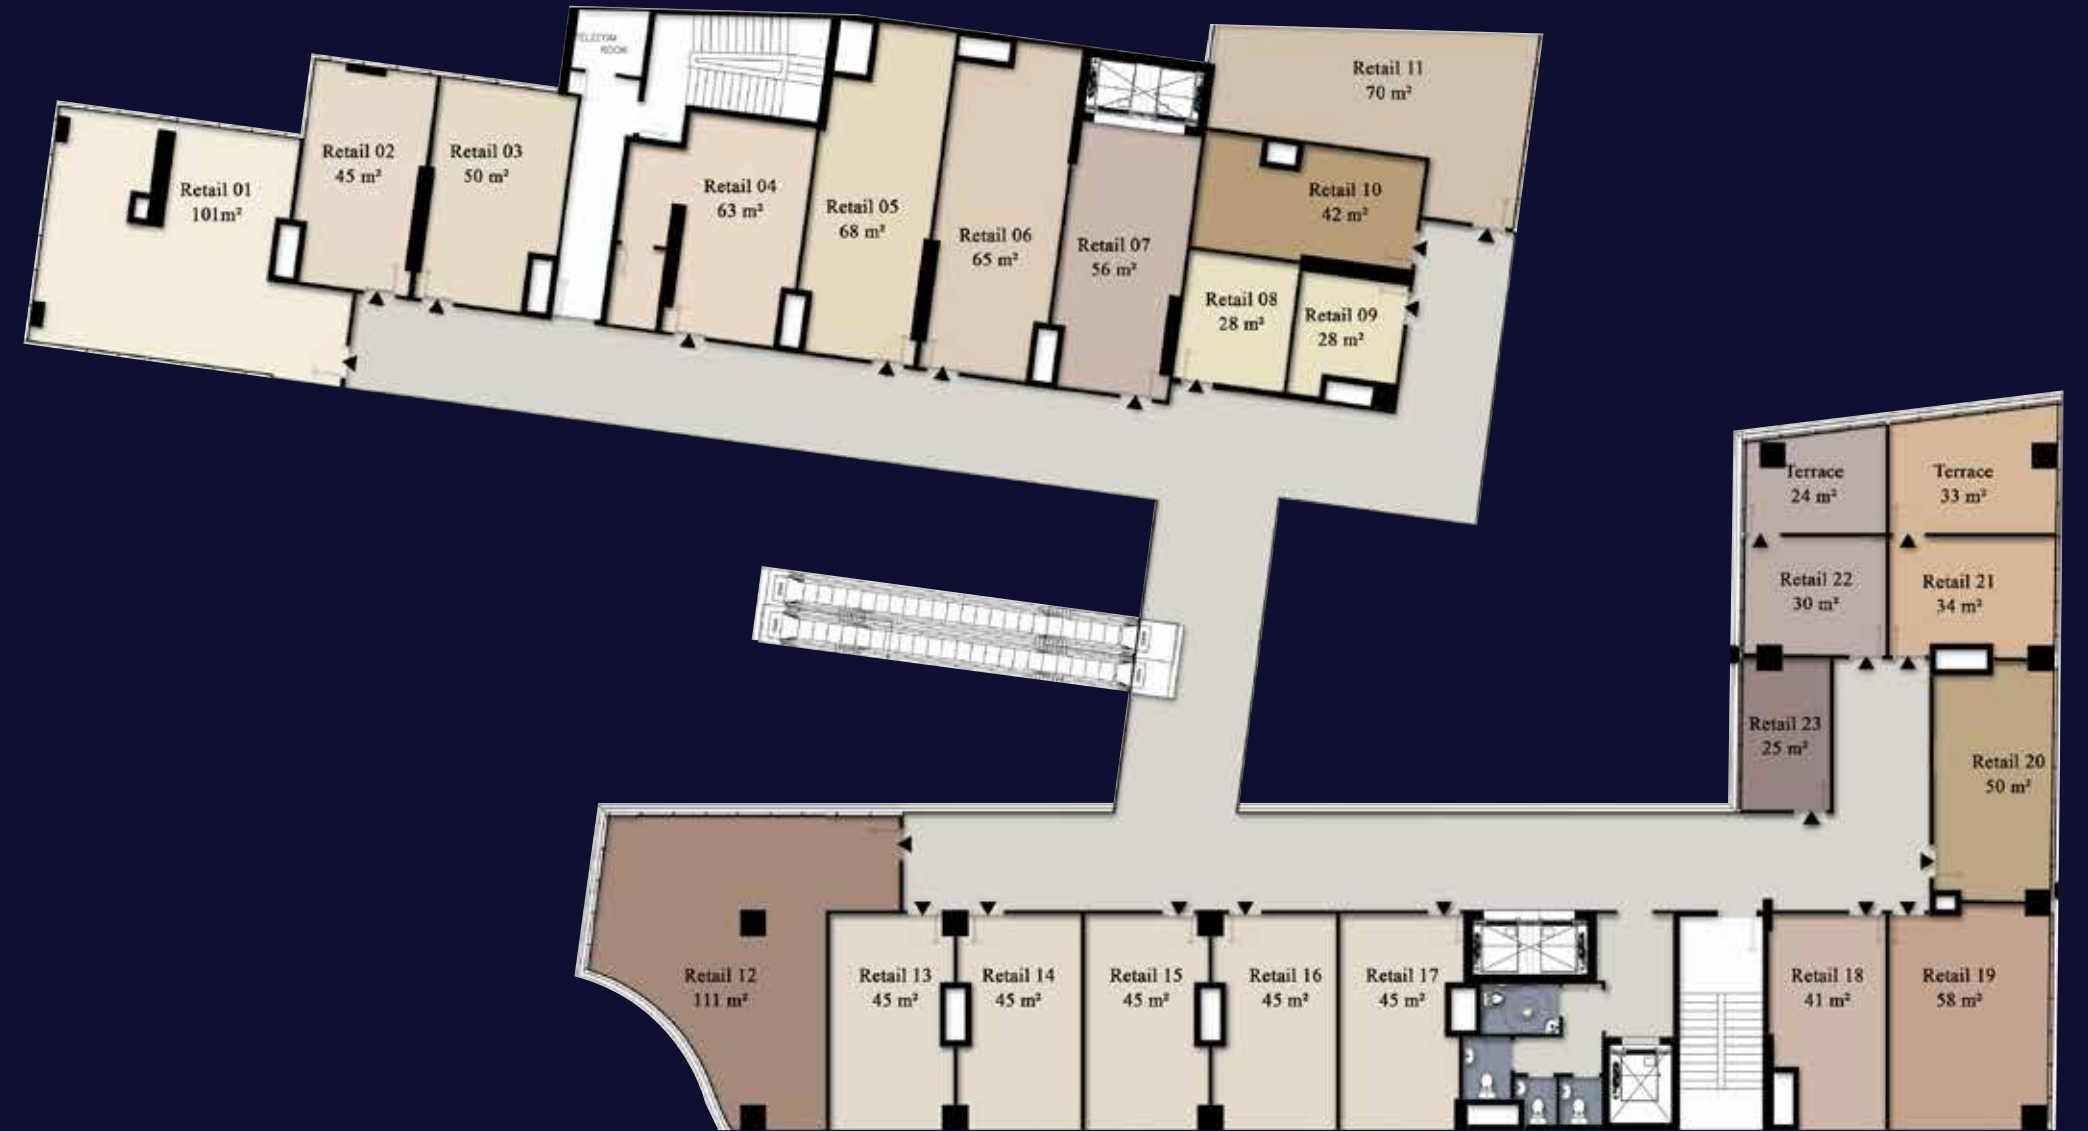 TELECOM
ROOM
Retail 01
101m²
Retail 02
45 m²
Retail 03
50 m²
Retail 04
63 m²
Retail 05
68 m²
Retail 06
65 m²
Retail 07
56 m²
Retail 08
28 m²
Retail 09
28 m²
Retail 10
42 m²
Retail 11
70 m²
Terrace
24 m²
Terrace
33 m²
Retail 22
30 m²
Retail 21
34 m²
Retail 23
25 m²
Retail 20
50 m²
Retail 12
111 m²
Retail 13
45 m²
Retail 14
45 m²
Retail 15
45 m²
Retail 16
45 m²
Retail 17
45 m²
Retail 18
41 m²
Retail 19
58 m²